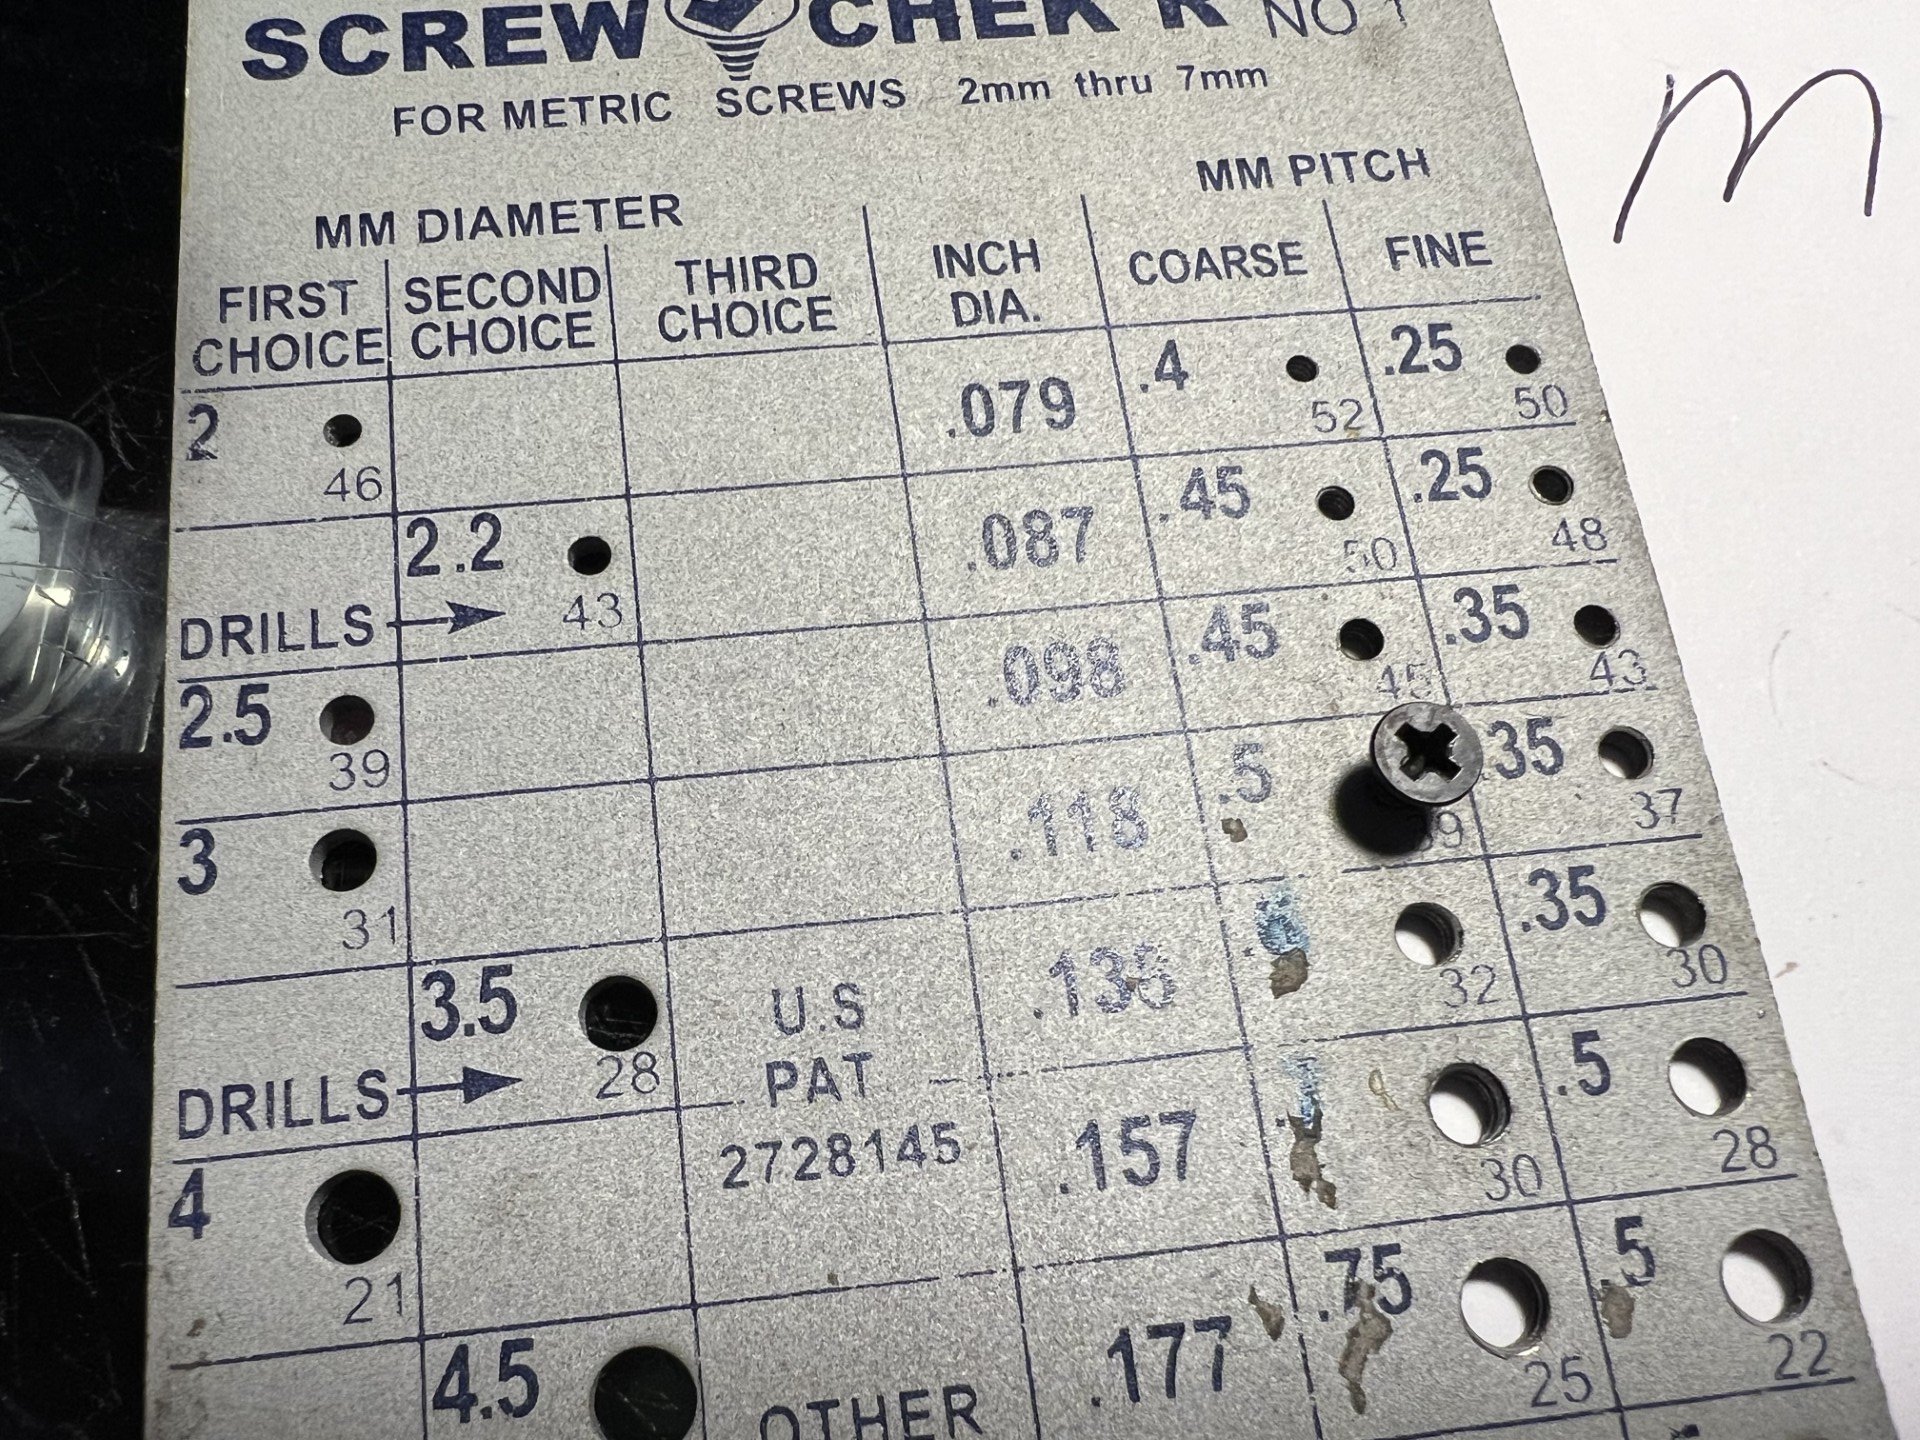 SCREW CHEK'R NO 1
FOR METRIC SCREWS 2mm thru 7mm
MM DIAMETER MM PITCH
FIRST CHOICE SECOND CHOICE THIRD CHOICE INCH DIA. COARSE FINE
2 46 .079 .4 52 .25 50
2.2 43 .087 .45 50 .25 48
DRILLS
2.5 39 .098 .45 45 .35 43
3 31 .118 .5 39 .35 37
3.5 28 .32 .35 30
DRILLS
U.S
PAT
2728145
4 21 .157 30 .5 28
4.5 .177 .75 25 .5 22
OTHER
m